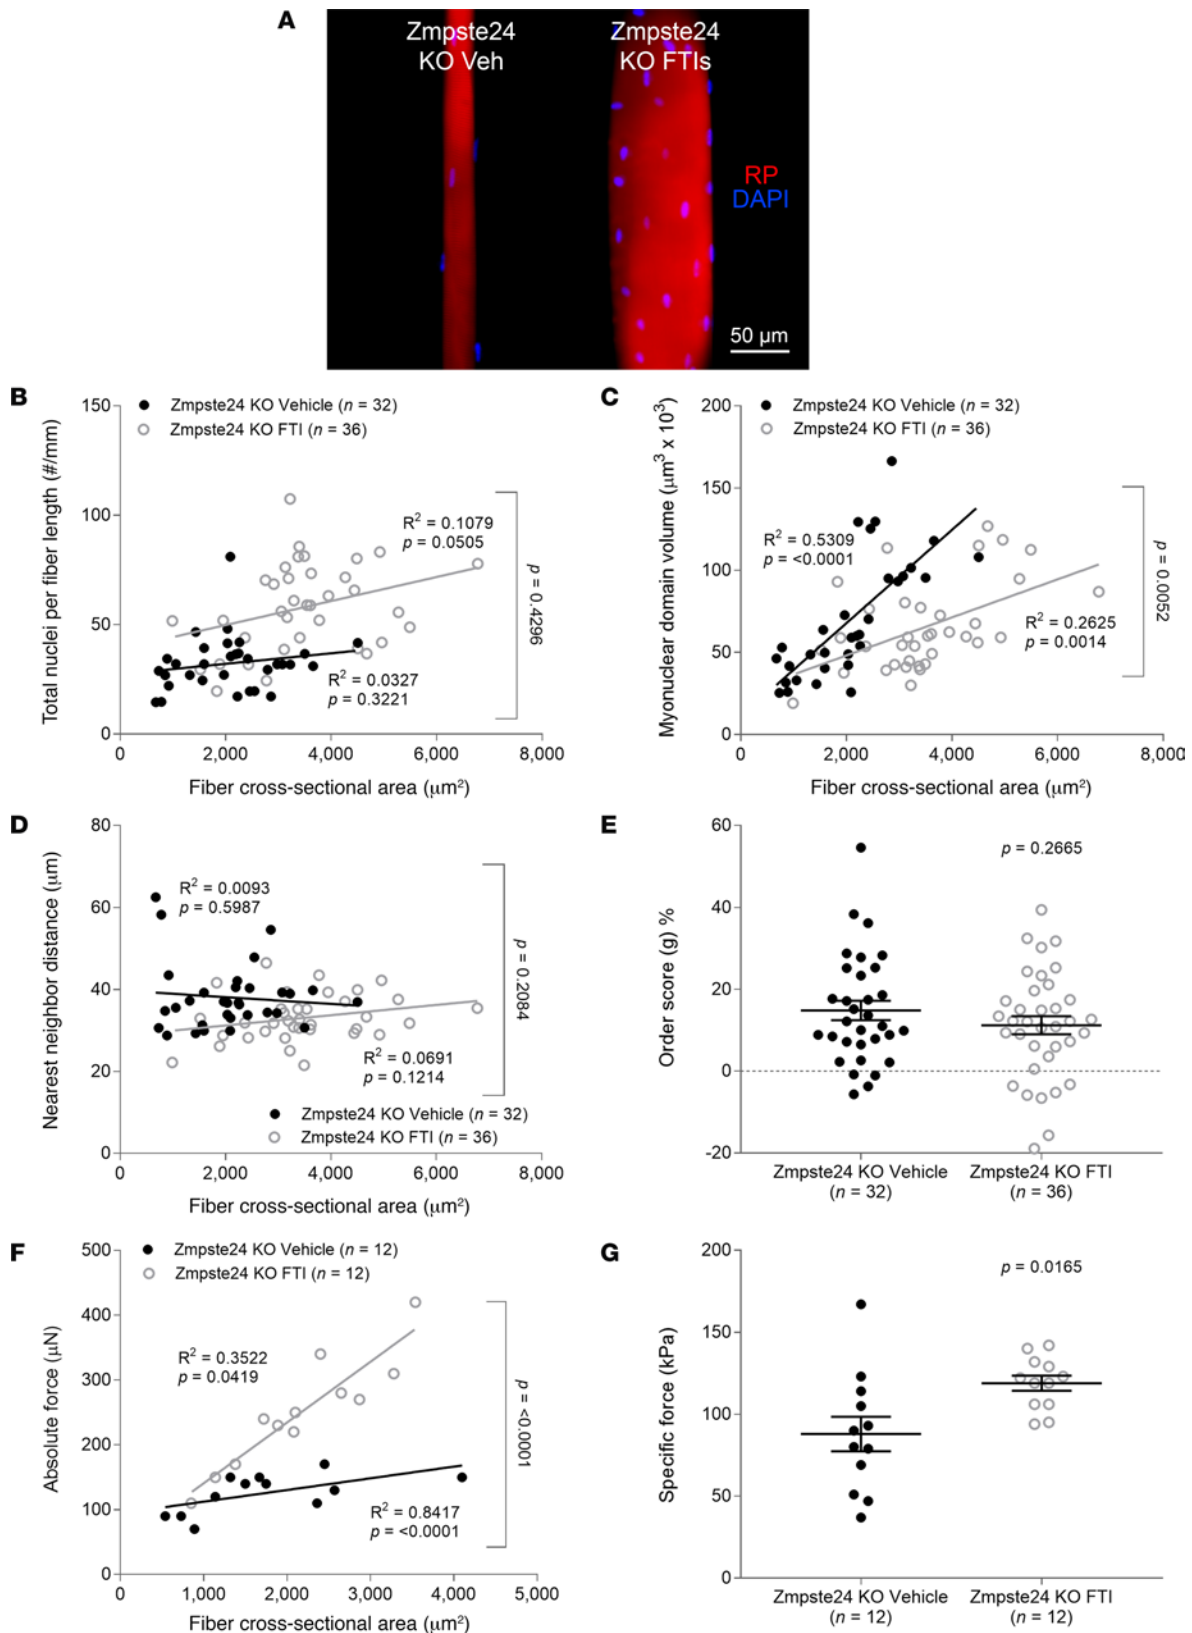 A
Zmpste24
KO Veh
Zmpste24
KO FTIs
RP
DAPI
50 µm
B
Zmpste24 KO Vehicle (n = 32)
Zmpste24 KO FTI (n = 36)
Total nuclei per fiber length (#/mm)
150
100
50
0
R² = 0.1079
p = 0.0505
R² = 0.0327
p = 0.3221
p = 0.4296
0
2,000
4,000
6,000
8,000
Fiber cross-sectional area (µm²)
C
Zmpste24 KO Vehicle (n = 32)
Zmpste24 KO FTI (n = 36)
Myonuclear domain volume (µm³ x 10³)
200
150
100
50
0
R² = 0.5309
p = <0.0001
R² = 0.2625
p = 0.0014
p = 0.0052
0
2,000
4,000
6,000
8,000
Fiber cross-sectional area (µm²)
D
Nearest neighbor distance (µm)
80
60
40
20
0
R² = 0.0093
p = 0.5987
R² = 0.0691
p = 0.1214
p = 0.2084
Zmpste24 KO Vehicle (n = 32)
Zmpste24 KO FTI (n = 36)
0
2,000
4,000
6,000
8,000
Fiber cross-sectional area (µm²)
E
Order score (g) %
60
40
20
0
-20
p = 0.2665
Zmpste24 KO Vehicle
(n = 32)
Zmpste24 KO FTI
(n = 36)
F
Zmpste24 KO Vehicle (n = 12)
Zmpste24 KO FTI (n = 12)
Absolute force (µN)
500
400
300
200
100
0
R² = 0.3522
p = 0.0419
R² = 0.8417
p = <0.0001
p = <0.0001
0
1,000
2,000
3,000
4,000
5,000
Fiber cross-sectional area (µm²)
G
Specific force (kPa)
200
150
100
50
0
p = 0.0165
Zmpste24 KO Vehicle
(n = 12)
Zmpste24 KO FTI
(n = 12)